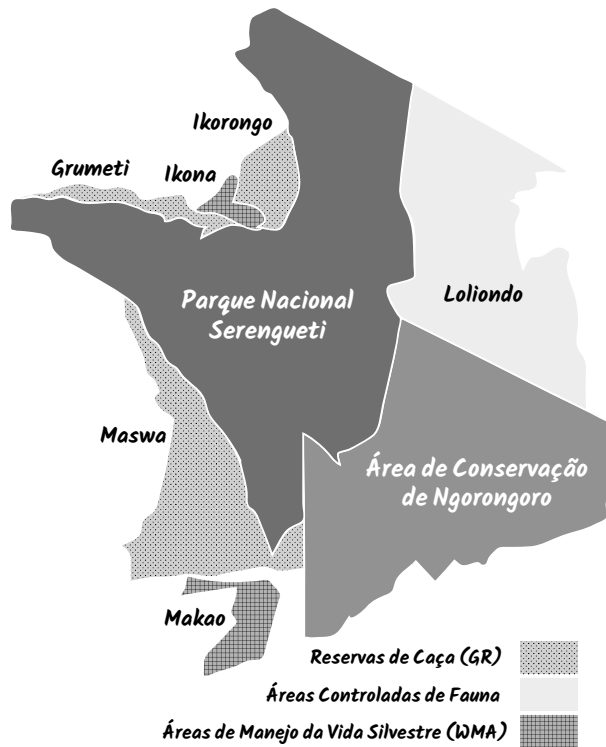 Ikorongo
Grumeti
Ikona
Parque Nacional
Serengueti
Loliondo
Maswa
Área de Conservação
de Ngorongoro
Makao
Reservas de Caça (GR)
Áreas Controladas de Fauna
Áreas de Manejo da Vida Silvestre (WMA)